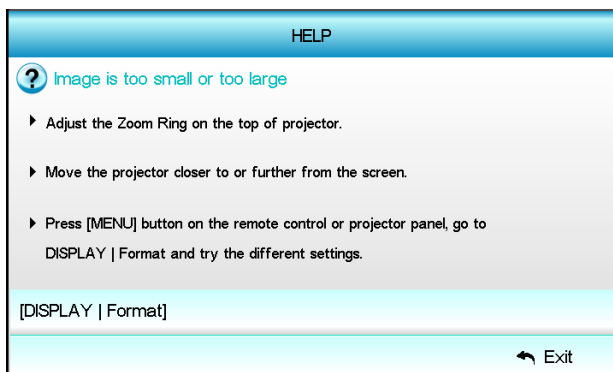 HELP
Image is too small or too large
Adjust the Zoom Ring on the top of projector.
Move the projector closer to or further from the screen.
Press [MENU] button on the remote control or projector panel, go to
DISPLAY | Format and try the different settings.
[DISPLAY | Format]
Exit